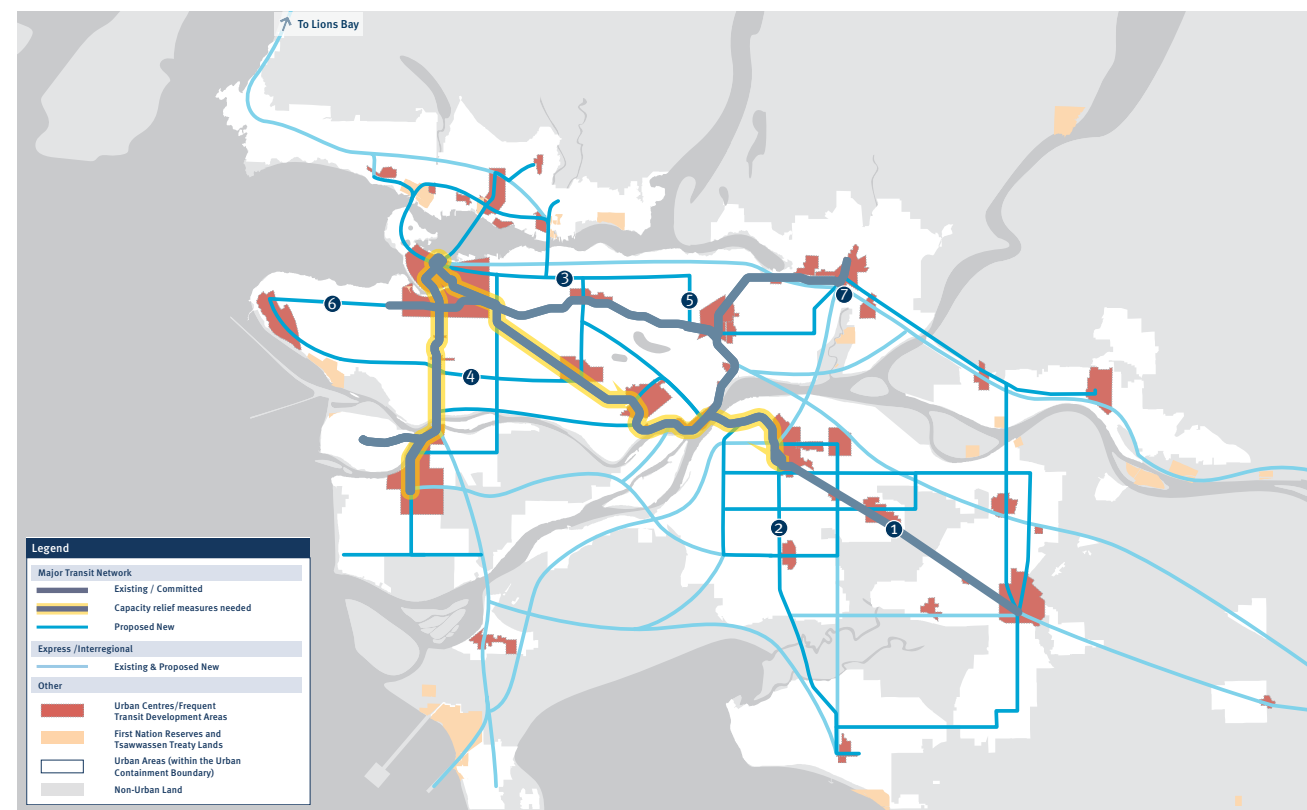 To Lions Bay
3
5
7
6
4
2
1
Legend
Major Transit Network
Existing / Committed
Capacity relief measures needed
Proposed New
Express /Interregional
Existing & Proposed New
Other
Urban Centres/Frequent
Transit Development Areas
First Nation Reserves and
Tsawwassen Treaty Lands
Urban Areas (within the Urban
Containment Boundary)
Non-Urban Land